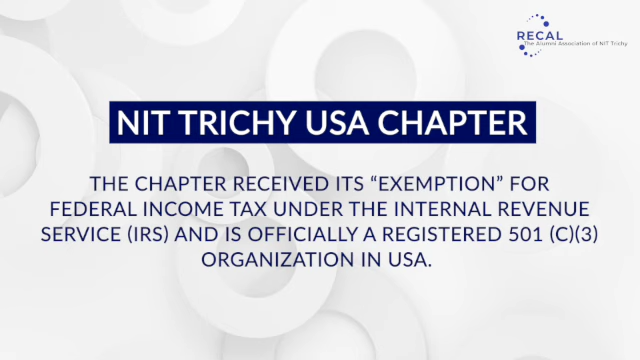 RECAL
The Alumni Association of NIT Trichy
NIT TRICHY USA CHAPTER
THE CHAPTER RECEIVED ITS “EXEMPTION” FOR
FEDERAL INCOME TAX UNDER THE INTERNAL REVENUE
SERVICE (IRS) AND IS OFFICIALLY A REGISTERED 501 (C)(3)
ORGANIZATION IN USA.